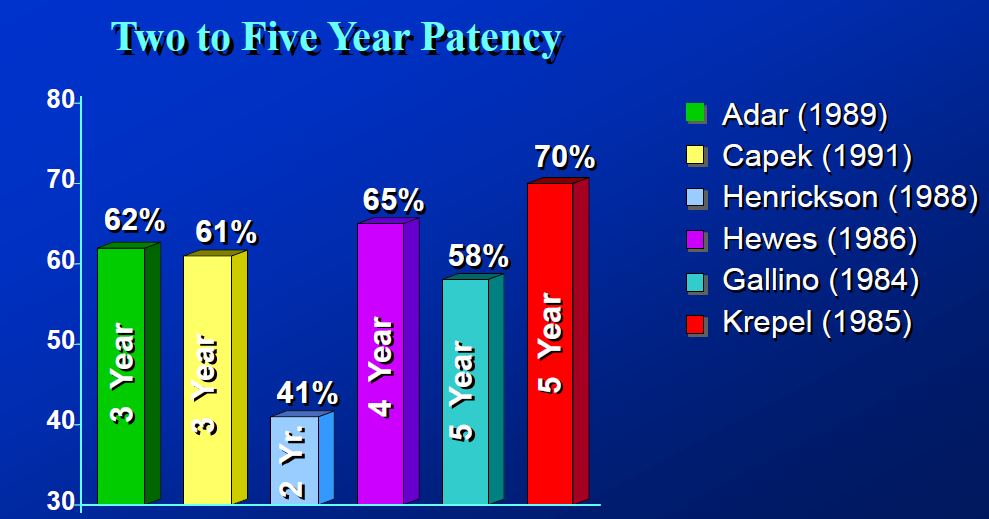 Two to Five Year Patency
80
70
60
50
40
30
62%
61%
41%
65%
58%
70%
3 Year
3 Year
2 Yr.
4 Year
5 Year
5 Year
Adar (1989)
Capek (1991)
Henrickson (1988)
Hewes (1986)
Gallino (1984)
Krepel (1985)